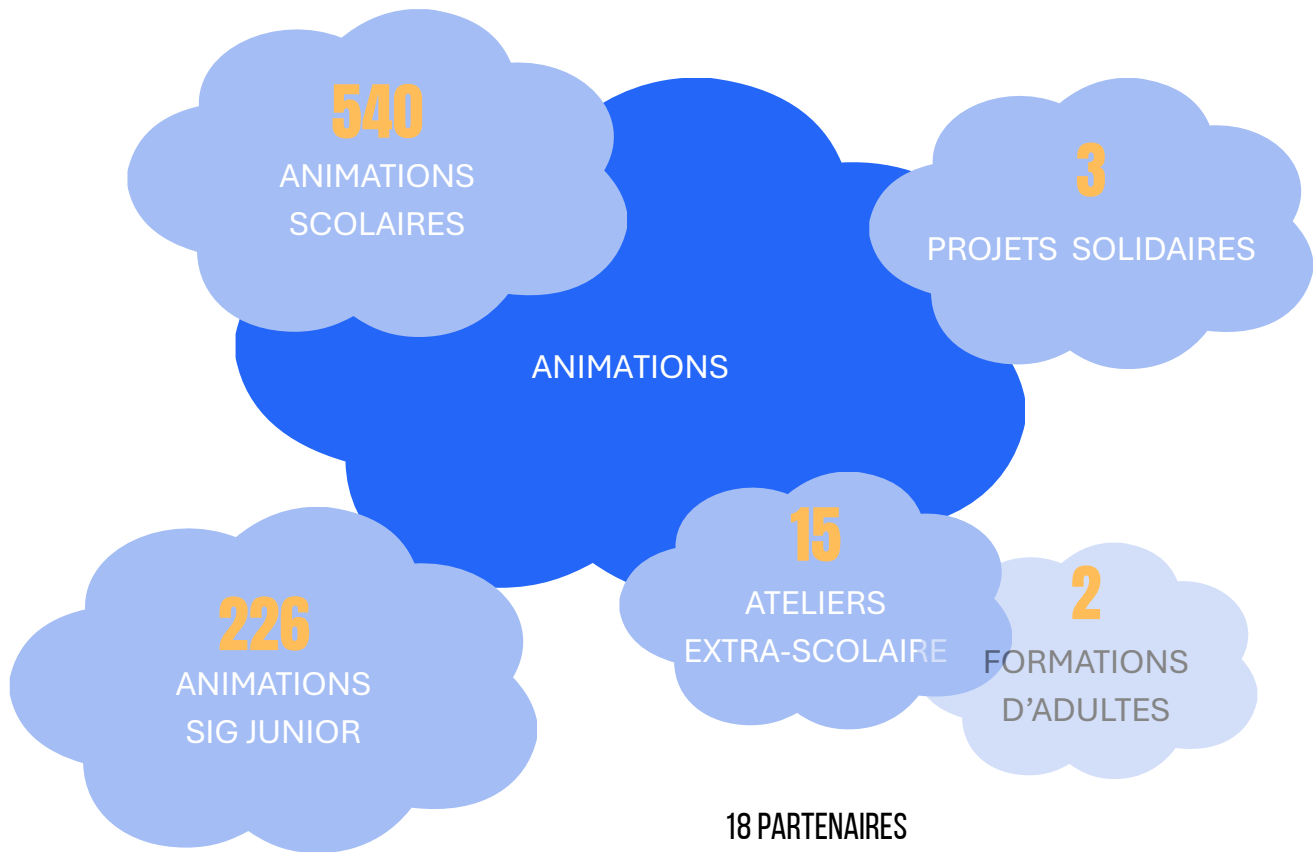 540
ANIMATIONS
SCOLAIRES
3
PROJETS SOLIDAIRES
ANIMATIONS
15
ATELIERS
EXTRA-SCOLAIRE
2
FORMATIONS
D'ADULTES
226
ANIMATIONS
SIG JUNIOR
18 PARTENAIRES